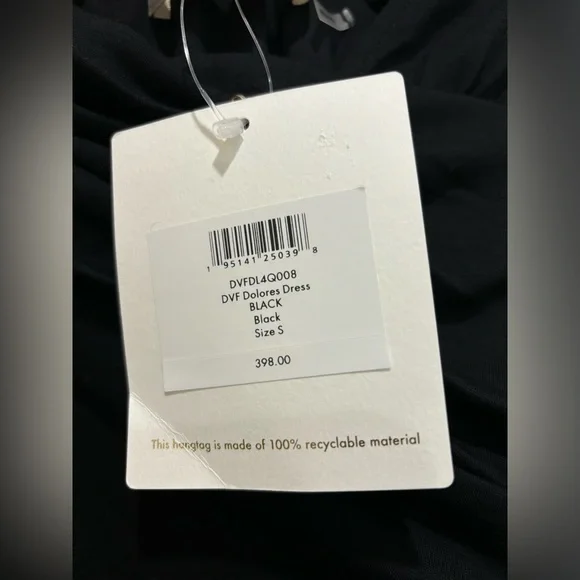 1 95141 25039 8
DVFDL4Q008
DVF Dolores Dress
BLACK
Black
Size S
398.00
This hangtag is made of 100% recyclable material